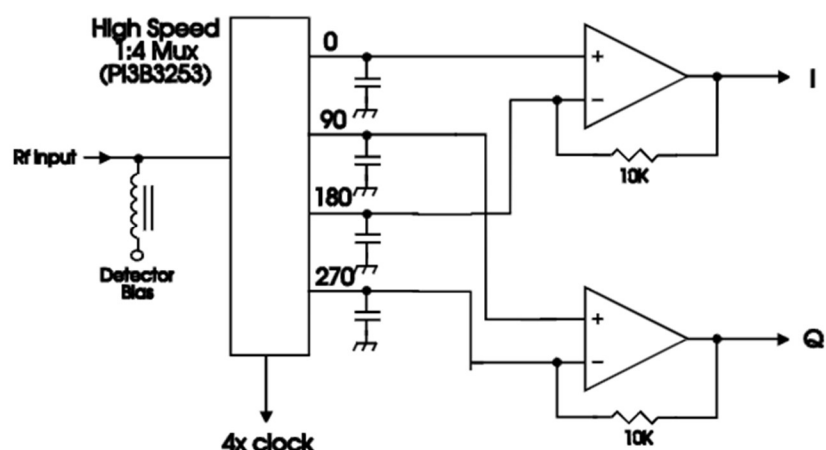 High Speed
1:4 Mux
(PI3B3253)
0
+
I
-
90
Rf Input
10K
180
Detector
Bias
270
+
Q
-
10K
4x clock